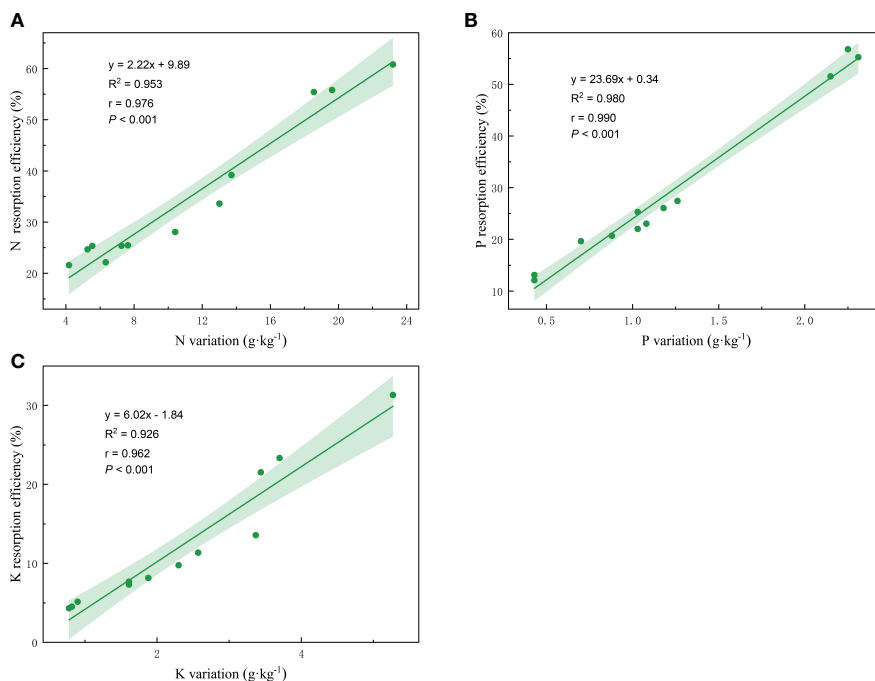 A
y = 2.22x + 9.89
R² = 0.953
r = 0.976
P < 0.001
N resorption efficiency (%)
60
50
40
30
20
4 8 12 16 20 24
N variation (g·kg⁻¹)
B
y = 23.69x + 0.34
R² = 0.980
r = 0.990
P < 0.001
P resorption efficiency (%)
60
50
40
30
20
10
0.5 1.0 1.5 2.0
P variation (g·kg⁻¹)
C
y = 6.02x - 1.84
R² = 0.926
r = 0.962
P < 0.001
K resorption efficiency (%)
30
20
10
0
2 4
K variation (g·kg⁻¹)